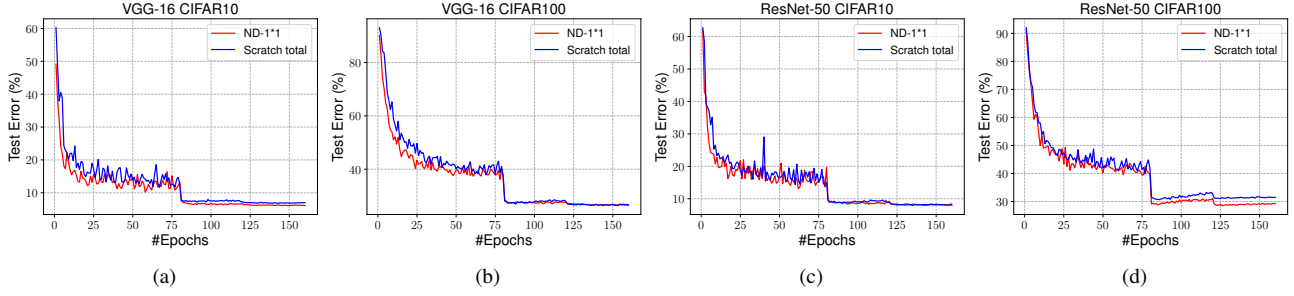 VGG-16 CIFAR10
60
50
40
30
20
10
0
25
50
75
100
125
150
Test Error (%)
#Epochs
ND-1*1
Scratch total
(a)
VGG-16 CIFAR100
80
60
40
0
25
50
75
100
125
150
Test Error (%)
#Epochs
ND-1*1
Scratch total
(b)
ResNet-50 CIFAR10
60
50
40
30
20
10
0
25
50
75
100
125
150
Test Error (%)
#Epochs
ND-1*1
Scratch total
(c)
ResNet-50 CIFAR100
90
80
70
60
50
40
30
0
25
50
75
100
125
150
Test Error (%)
#Epochs
ND-1*1
Scratch total
(d)